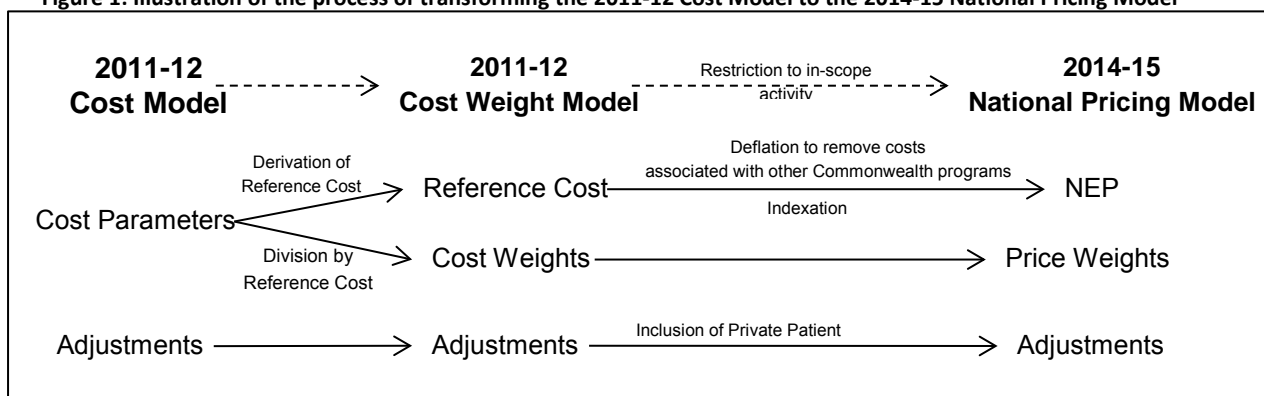 Figure 1: Illustration of the process of transforming the 2011-12 Cost Model to the 2014-15 National Pricing Model
2011-12
Cost Model
2011-12
Cost Weight Model
Restriction to in-scope
activity
2014-15
National Pricing Model
Derivation of
Reference Cost
Deflation to remove costs
associated with other Commonwealth programs
Reference Cost
NEP
Indexation
Cost Parameters
Division by
Reference Cost
Cost Weights
Price Weights
Adjustments
Adjustments
Inclusion of Private Patient
Adjustments